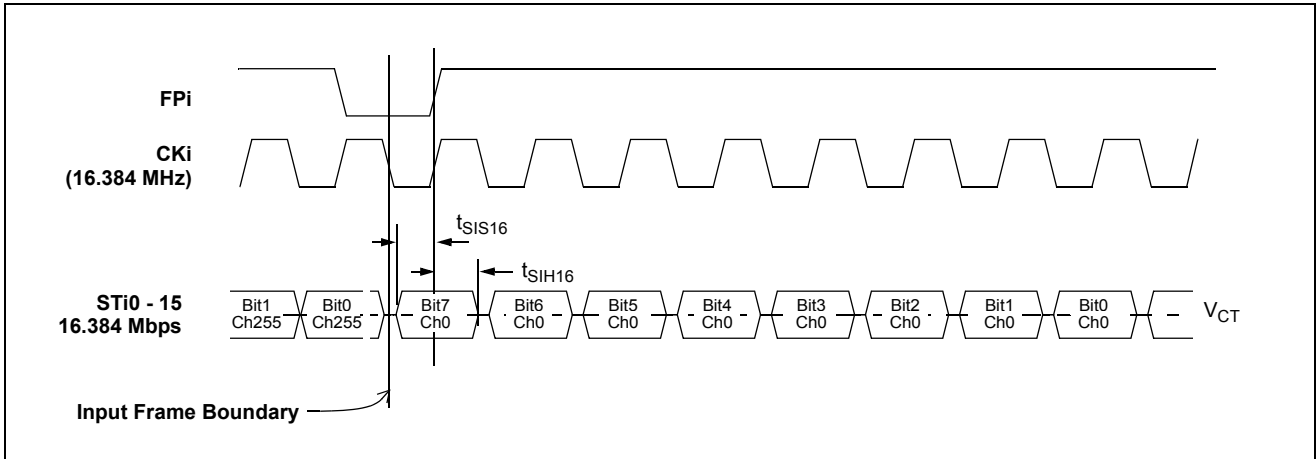 FPi
CKi
(16.384 MHz)
tSIS16
tSIH16
STi0 - 15
16.384 Mbps
Bit1
Ch255
Bit0
Ch255
Bit7
Ch0
Bit6
Ch0
Bit5
Ch0
Bit4
Ch0
Bit3
Ch0
Bit2
Ch0
Bit1
Ch0
Bit0
Ch0
VCT
Input Frame Boundary